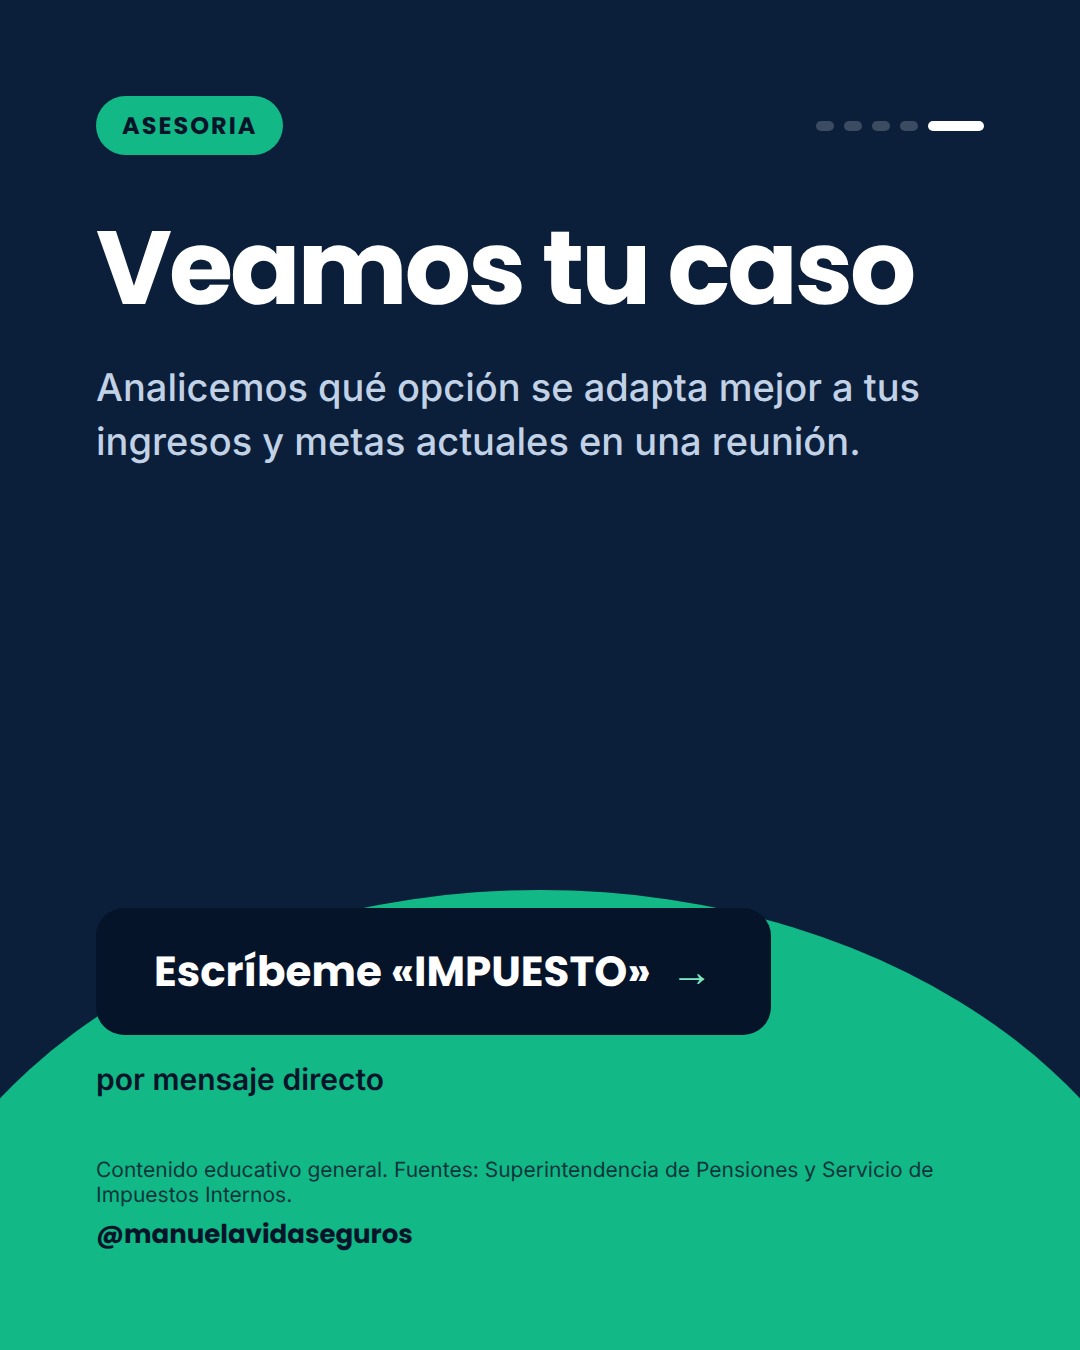 ASESORIA
Veamos tu caso
Analicemos qué opción se adapta mejor a tus
ingresos y metas actuales en una reunión.
Escríbeme «IMPUESTO» →
por mensaje directo
Contenido educativo general. Fuentes: Superintendencia de Pensiones y Servicio de
Impuestos Internos.
@manuelavidaseguros